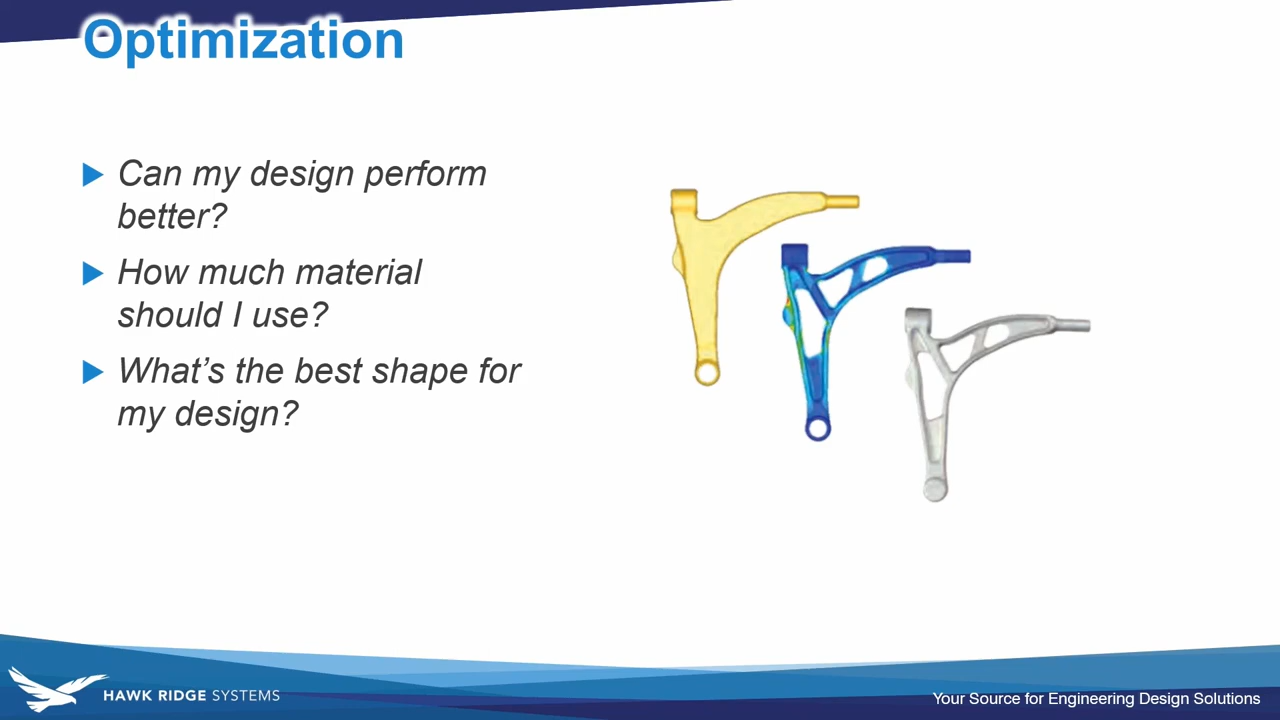 Optimization
Can my design perform
better?
How much material
should I use?
What's the best shape for
my design?
HAWK RIDGE SYSTEMS
Your Source for Engineering Design Solutions